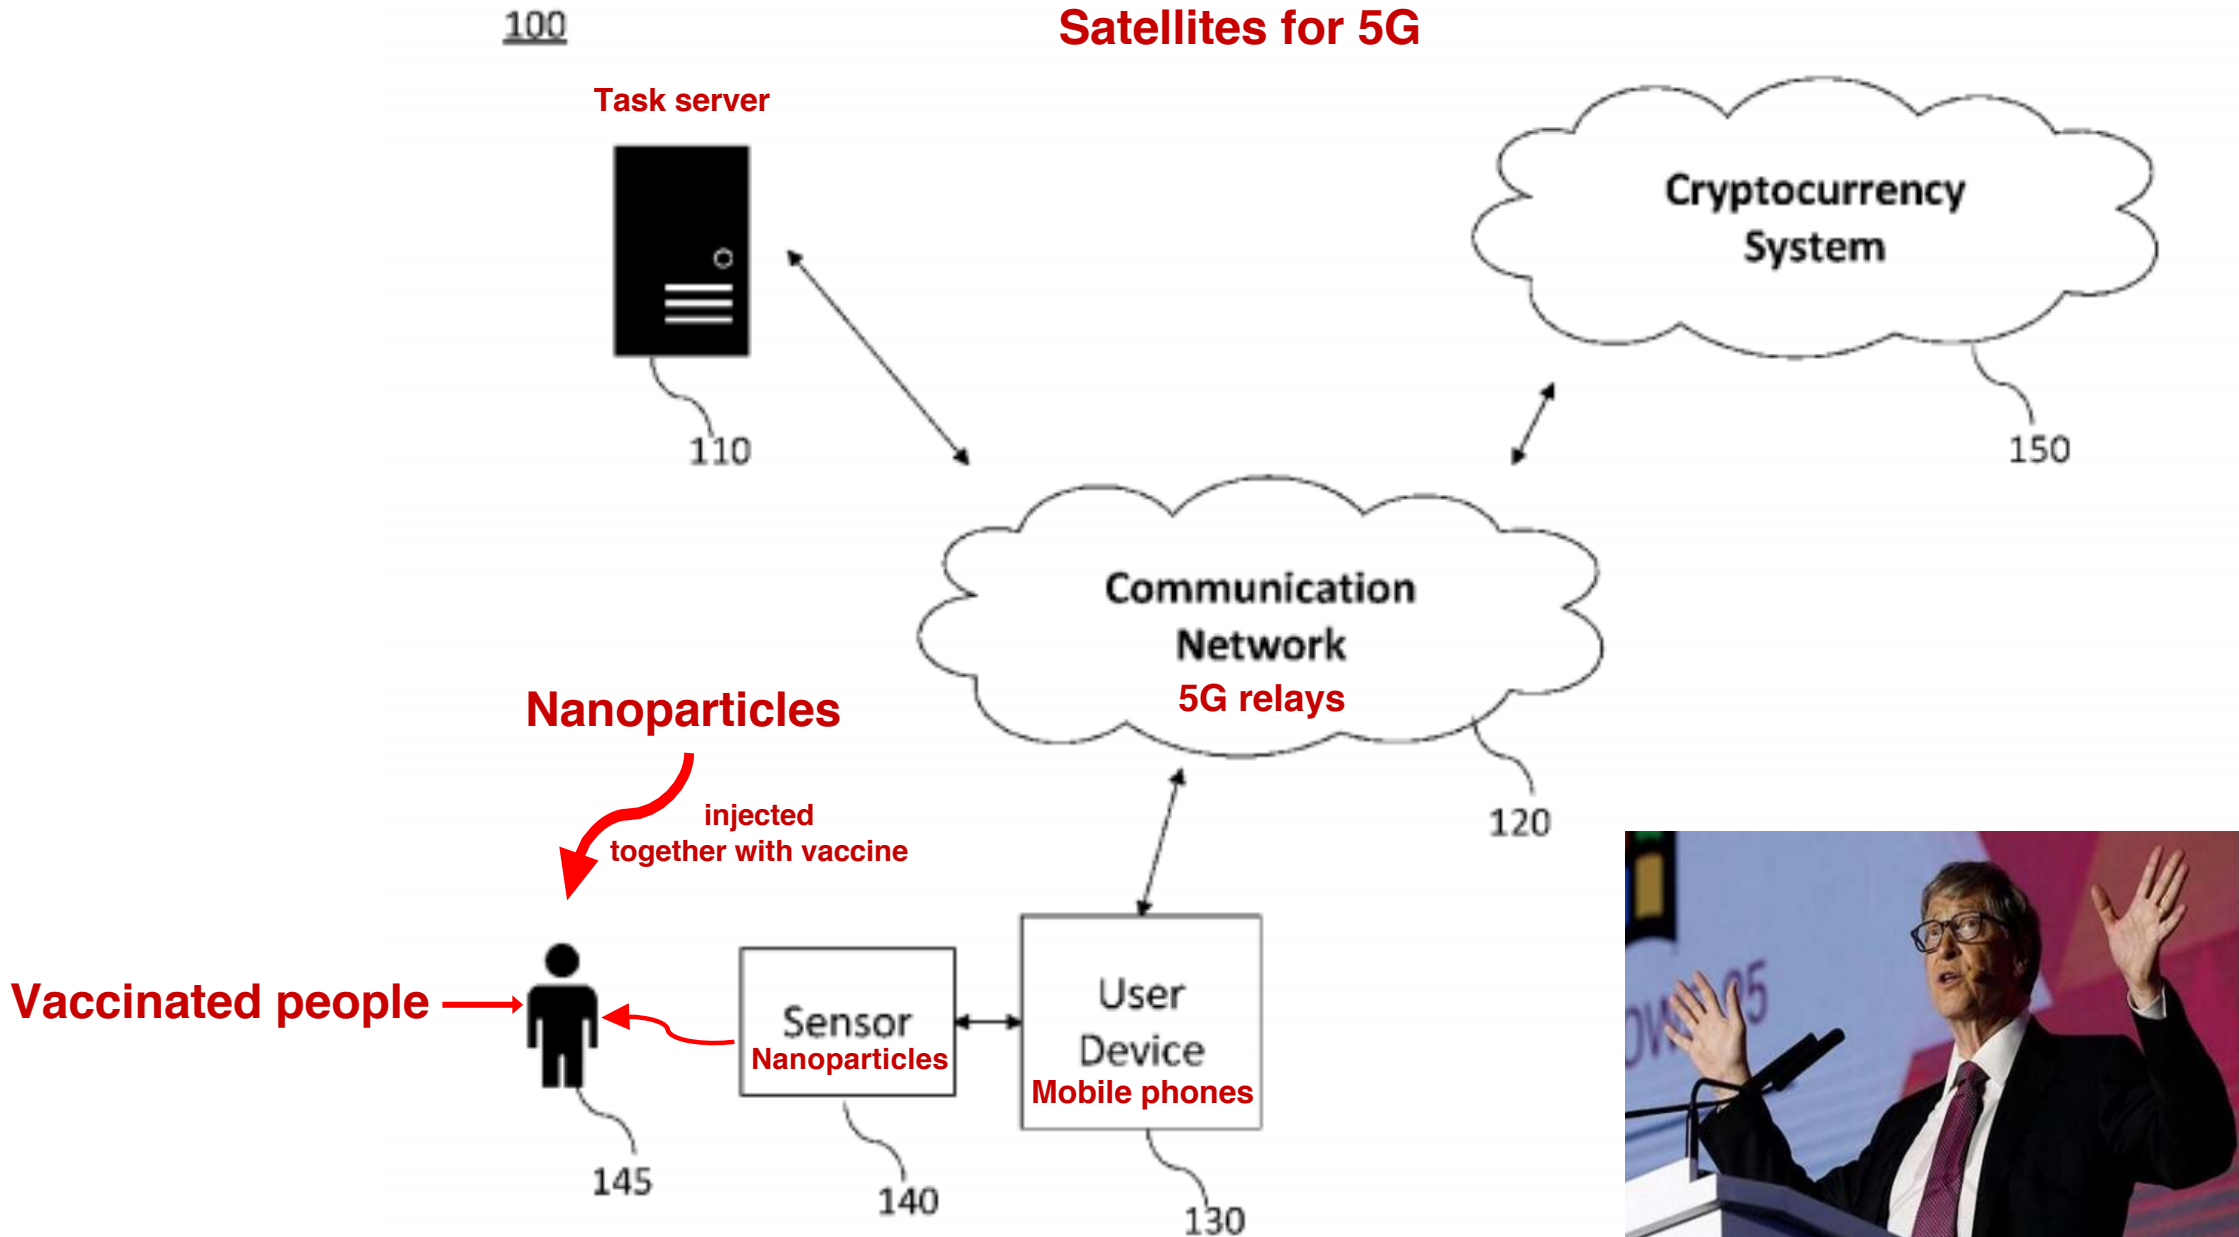 100
Satellites for 5G
Task server
110
Cryptocurrency
System
150
Communication
Network
5G relays
120
Nanoparticles
injected
together with vaccine
Vaccinated people
145
Sensor
Nanoparticles
140
User
Device
Mobile phones
130